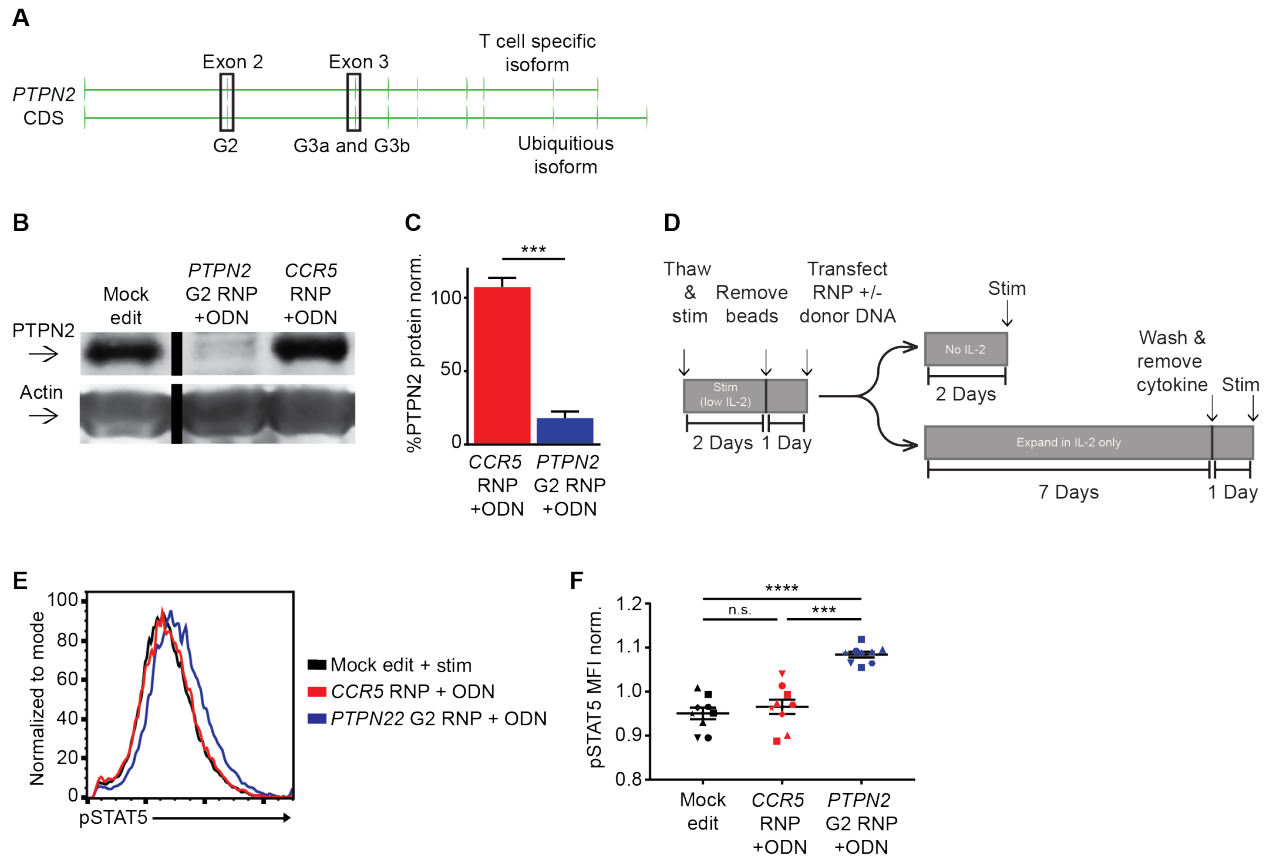 A
T cell specific
isoform
Exon 2
Exon 3
PTPN2
CDS
G2
G3a and G3b
Ubiquitious
isoform
B
PTPN2
G2 RNP
+ODN
CCR5
RNP
+ODN
Mock
edit
PTPN2
Actin
C
***
%PTPN2 protein norm.
100
50
0
CCR5
RNP
+ODN
PTPN2
G2 RNP
+ODN
D
Thaw
&
stim
Remove
beads
Transfect
RNP +/-
donor DNA
Stim
(low IL-2)
2 Days
1 Day
No IL-2
Stim
2 Days
Wash &
remove
cytokine
Stim
Expand in IL-2 only
7 Days
1 Day
E
Normalized to mode
100
80
60
40
20
0
pSTAT5
Mock edit + stim
CCR5 RNP + ODN
PTPN22 G2 RNP + ODN
F
pSTAT5 MFI norm.
****
n.s.
***
1.2
1.1
1.0
0.9
0.8
Mock
edit
CCR5
RNP
+ODN
PTPN2
G2 RNP
+ODN